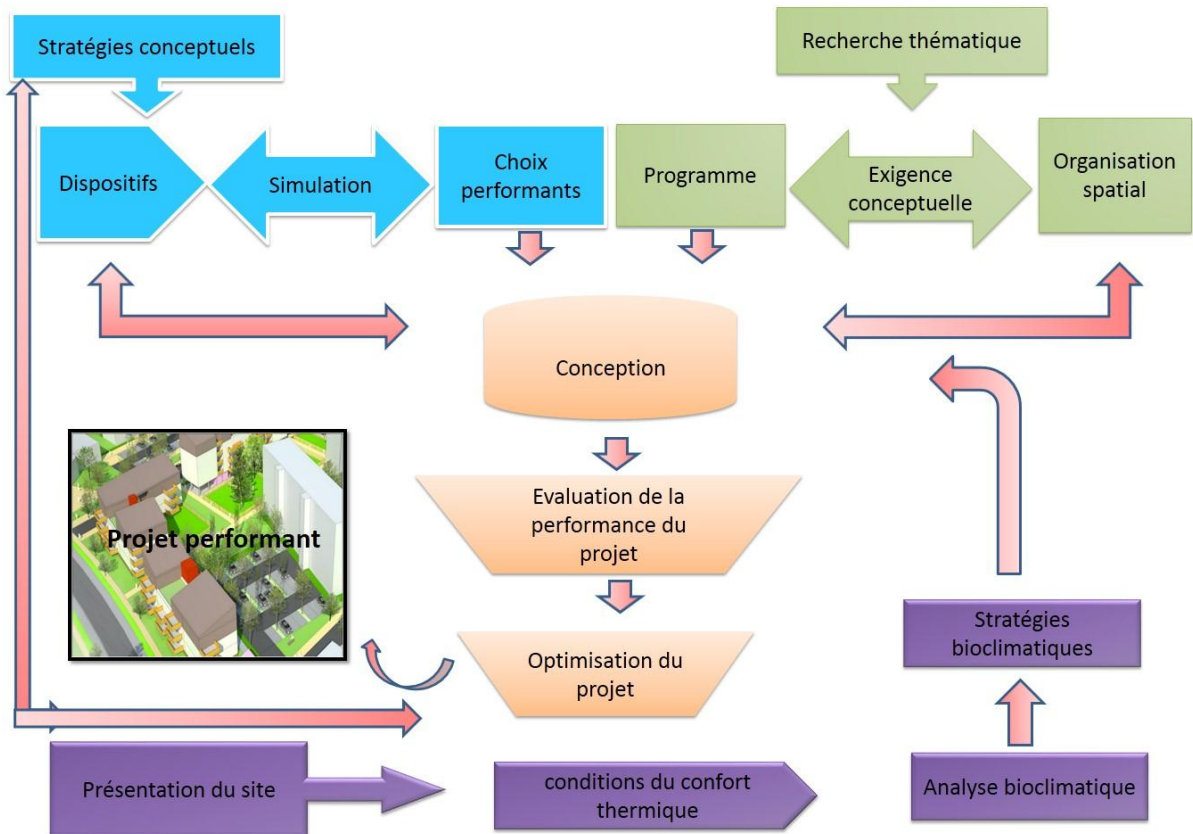 Stratégies conceptuels
Recherche thématique
Dispositifs
Simulation
Choix
performants
Programme
Exigence
conceptuelle
Organisation
spatial
Conception
Evaluation de la
performance du
projet
Projet performant
Optimisation du
projet
Stratégies
bioclimatiques
Présentation du site
conditions du confort
thermique
Analyse bioclimatique